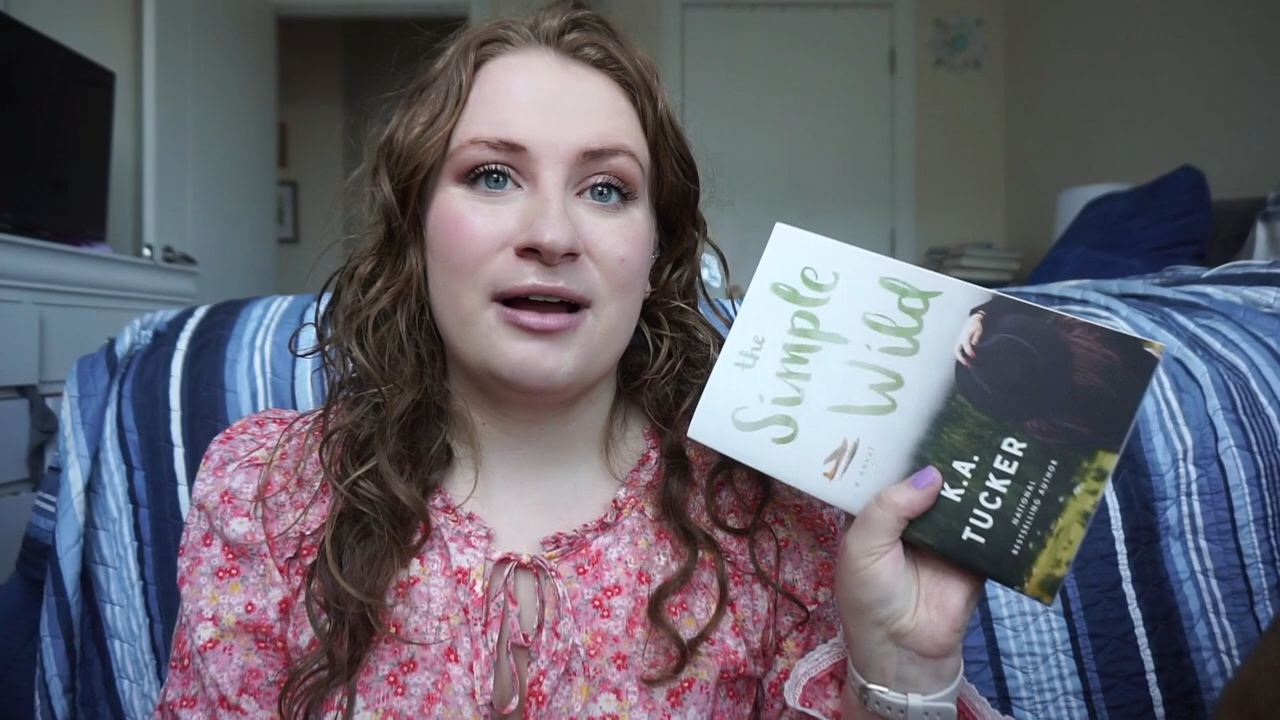 the
Simple
Wild
a novel
K.A.
TUCKER
NATIONAL
BESTSELLING AUTHOR